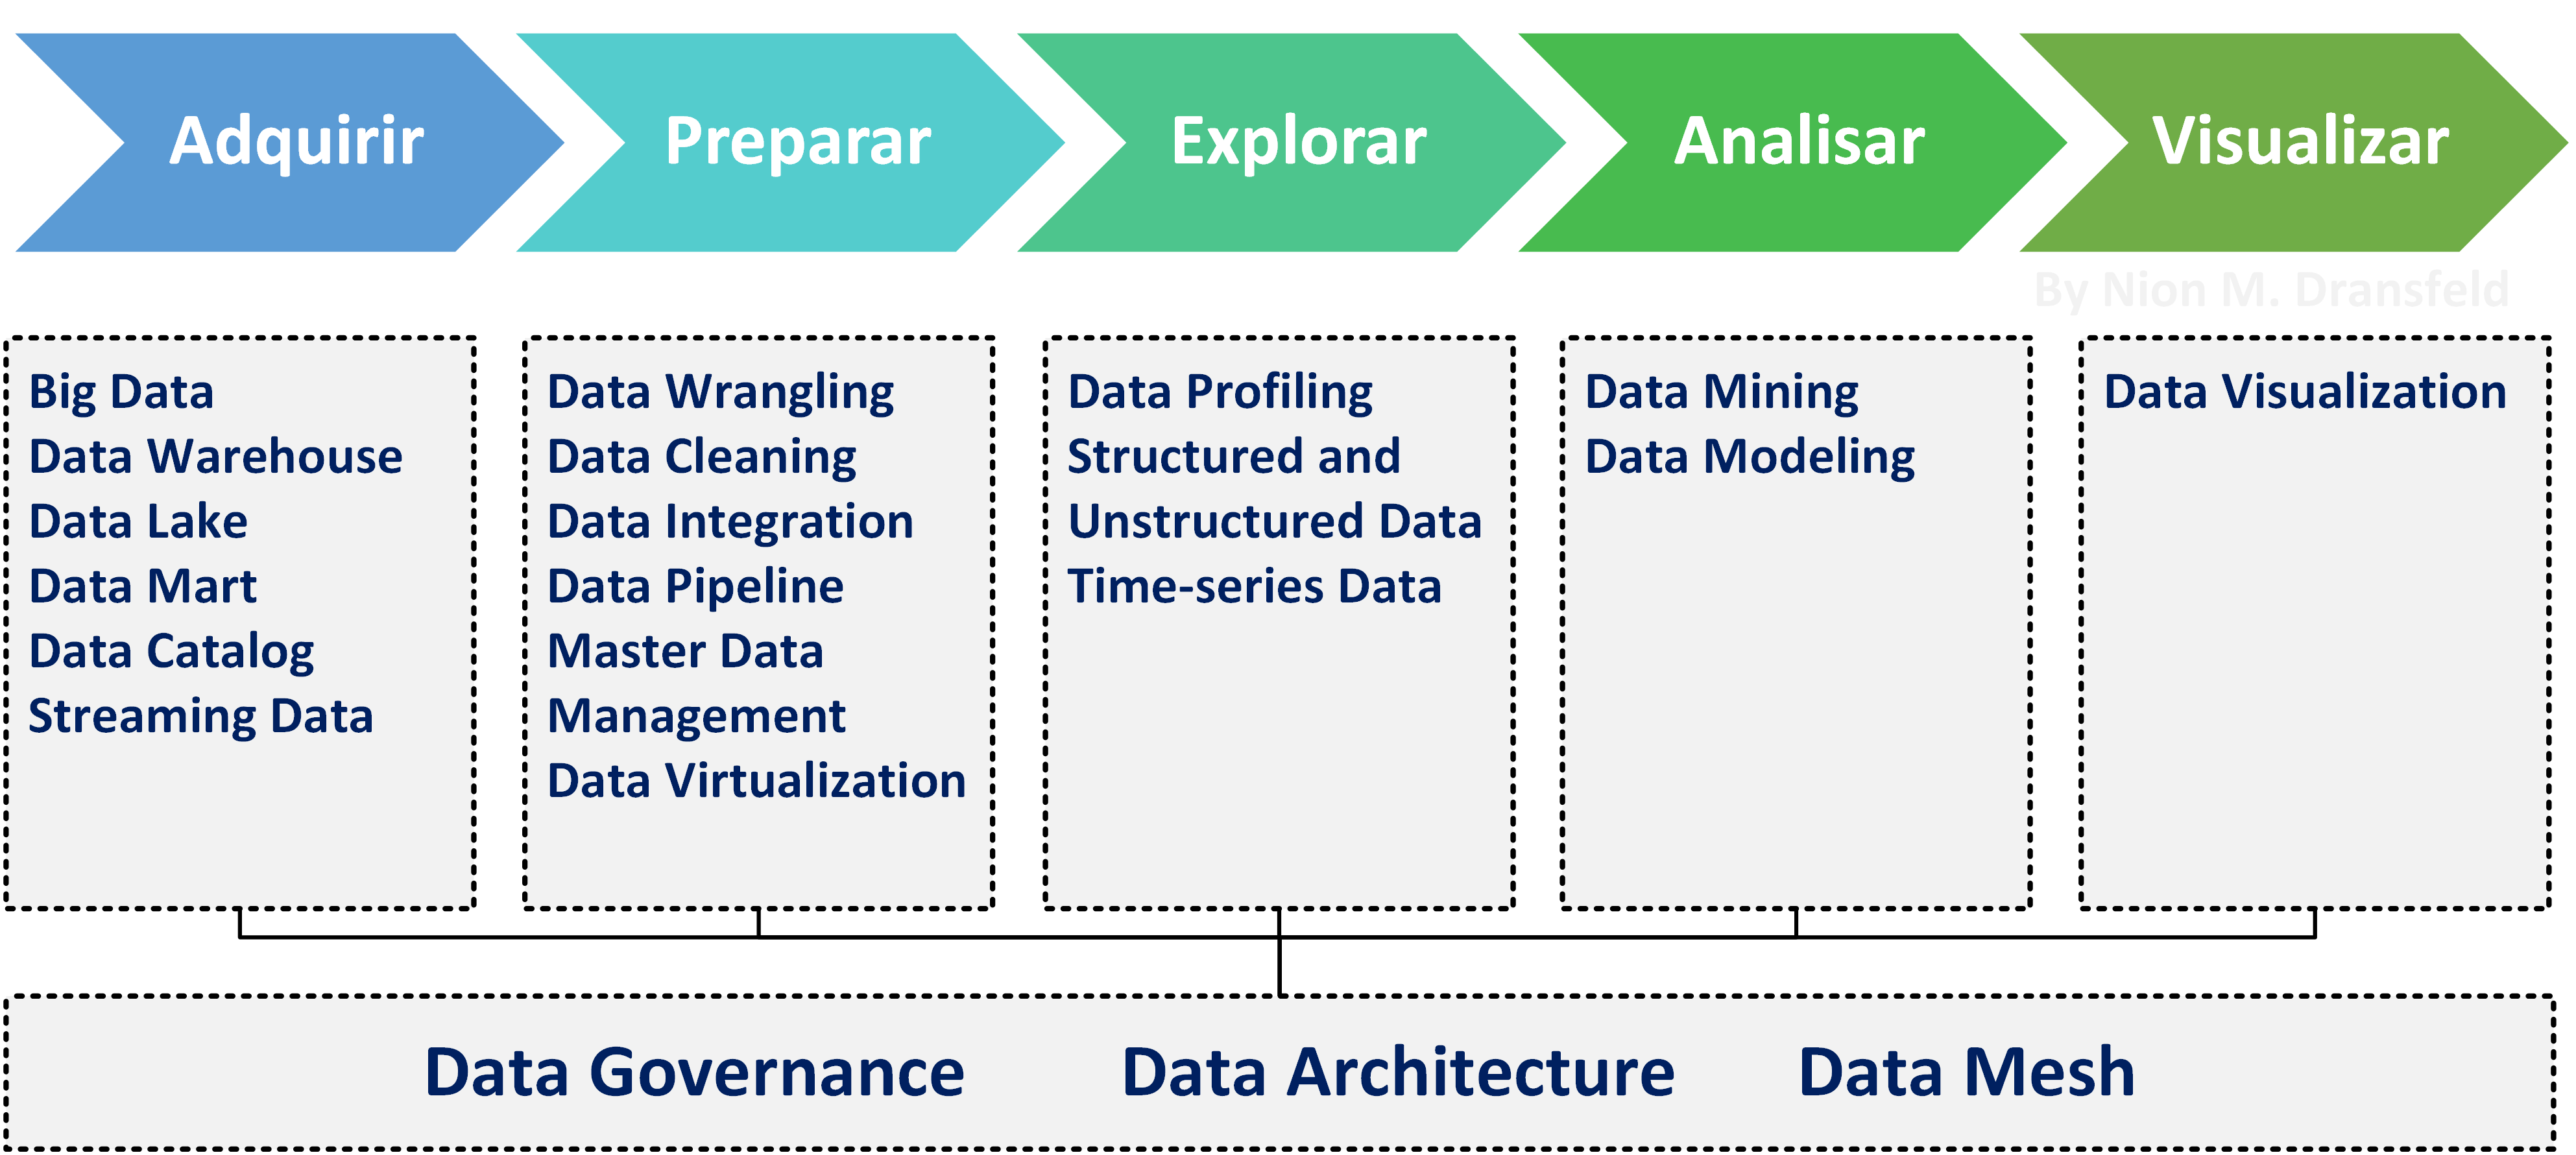 Adquirir
Preparar
Explorar
Analisar
Visualizar
By Nion M. Dransfeld
Big Data
Data Warehouse
Data Lake
Data Mart
Data Catalog
Streaming Data
Data Wrangling
Data Cleaning
Data Integration
Data Pipeline
Master Data
Management
Data Virtualization
Data Profiling
Structured and
Unstructured Data
Time-series Data
Data Mining
Data Modeling
Data Visualization
Data Governance
Data Architecture
Data Mesh